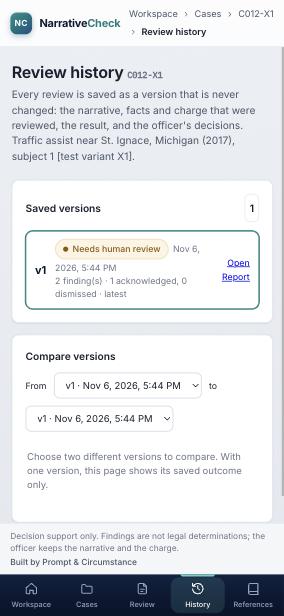 NC NarrativeCheck
Workspace › Cases › C012-X1
› Review history
Review history C012-X1
Every review is saved as a version that is never
changed: the narrative, facts and charge that were
reviewed, the result, and the officer's decisions.
Traffic assist near St. Ignace, Michigan (2017),
subject 1 [test variant X1].
Saved versions 1
v1
Needs human review Nov 6,
2026, 5:44 PM
2 finding(s) · 1 acknowledged, 0
dismissed · latest
Open
Report
Compare versions
From v1 · Nov 6, 2026, 5:44 PM to
v1 · Nov 6, 2026, 5:44 PM
Choose two different versions to compare. With
one version, this page shows its saved outcome
only.
Decision support only. Findings are not legal determinations; the
officer keeps the narrative and the charge.
Built by Prompt & Circumstance
Workspace Cases Review History References